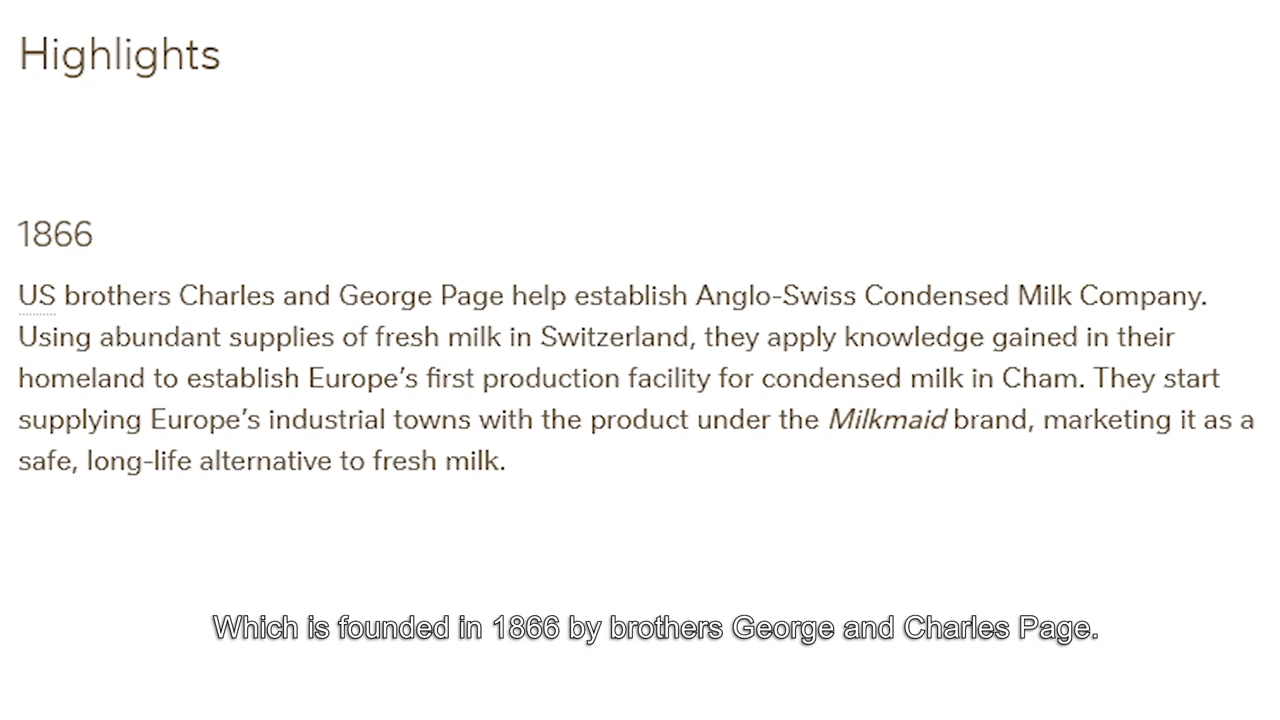 Highlights
1866
US brothers Charles and George Page help establish Anglo-Swiss Condensed Milk Company.
Using abundant supplies of fresh milk in Switzerland, they apply knowledge gained in their
homeland to establish Europe’s first production facility for condensed milk in Cham. They start
supplying Europe’s industrial towns with the product under the Milkmaid brand, marketing it as a
safe, long-life alternative to fresh milk.
Which is founded in 1866 by brothers George and Charles Page.